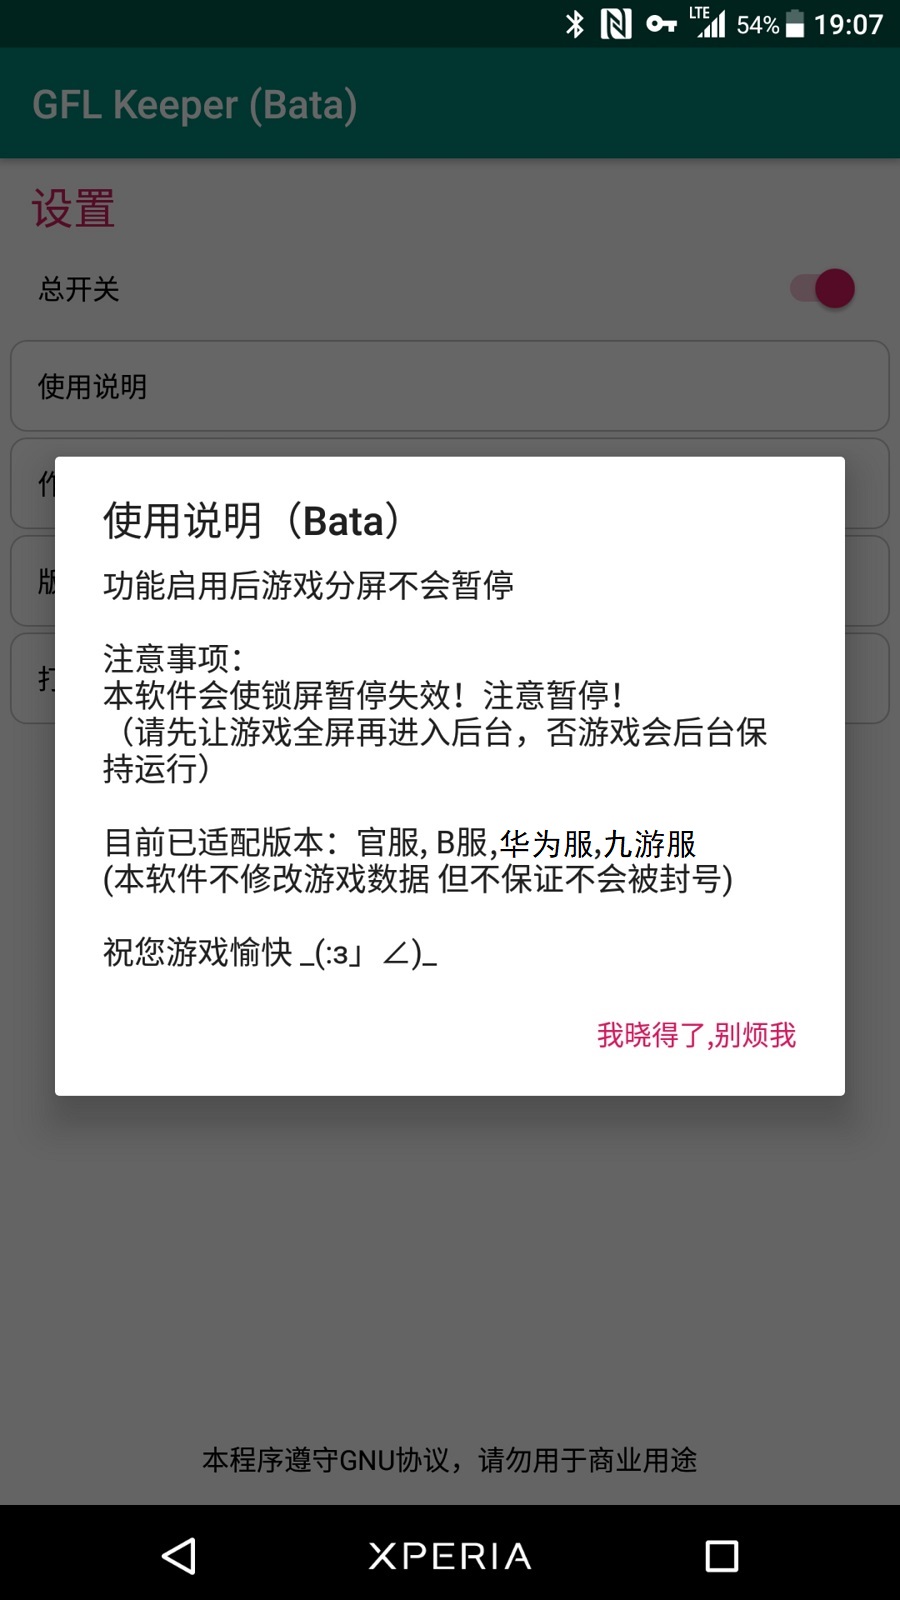 LTE 54% 19:07
GFL Keeper (Bata)
设置
总开关
使用说明
作
版
打
使用说明（Bata）
功能启用后游戏分屏不会暂停
注意事项：
本软件会使锁屏暂停失效！注意暂停！
（请先让游戏全屏再进入后台，否游戏会后台保
持运行）
目前已适配版本：官服, B服,华为服,九游服
(本软件不修改游戏数据 但不保证不会被封号)
祝您游戏愉快 _(:з」∠)_
我晓得了,别烦我
本程序遵守GNU协议，请勿用于商业用途
XPERIA